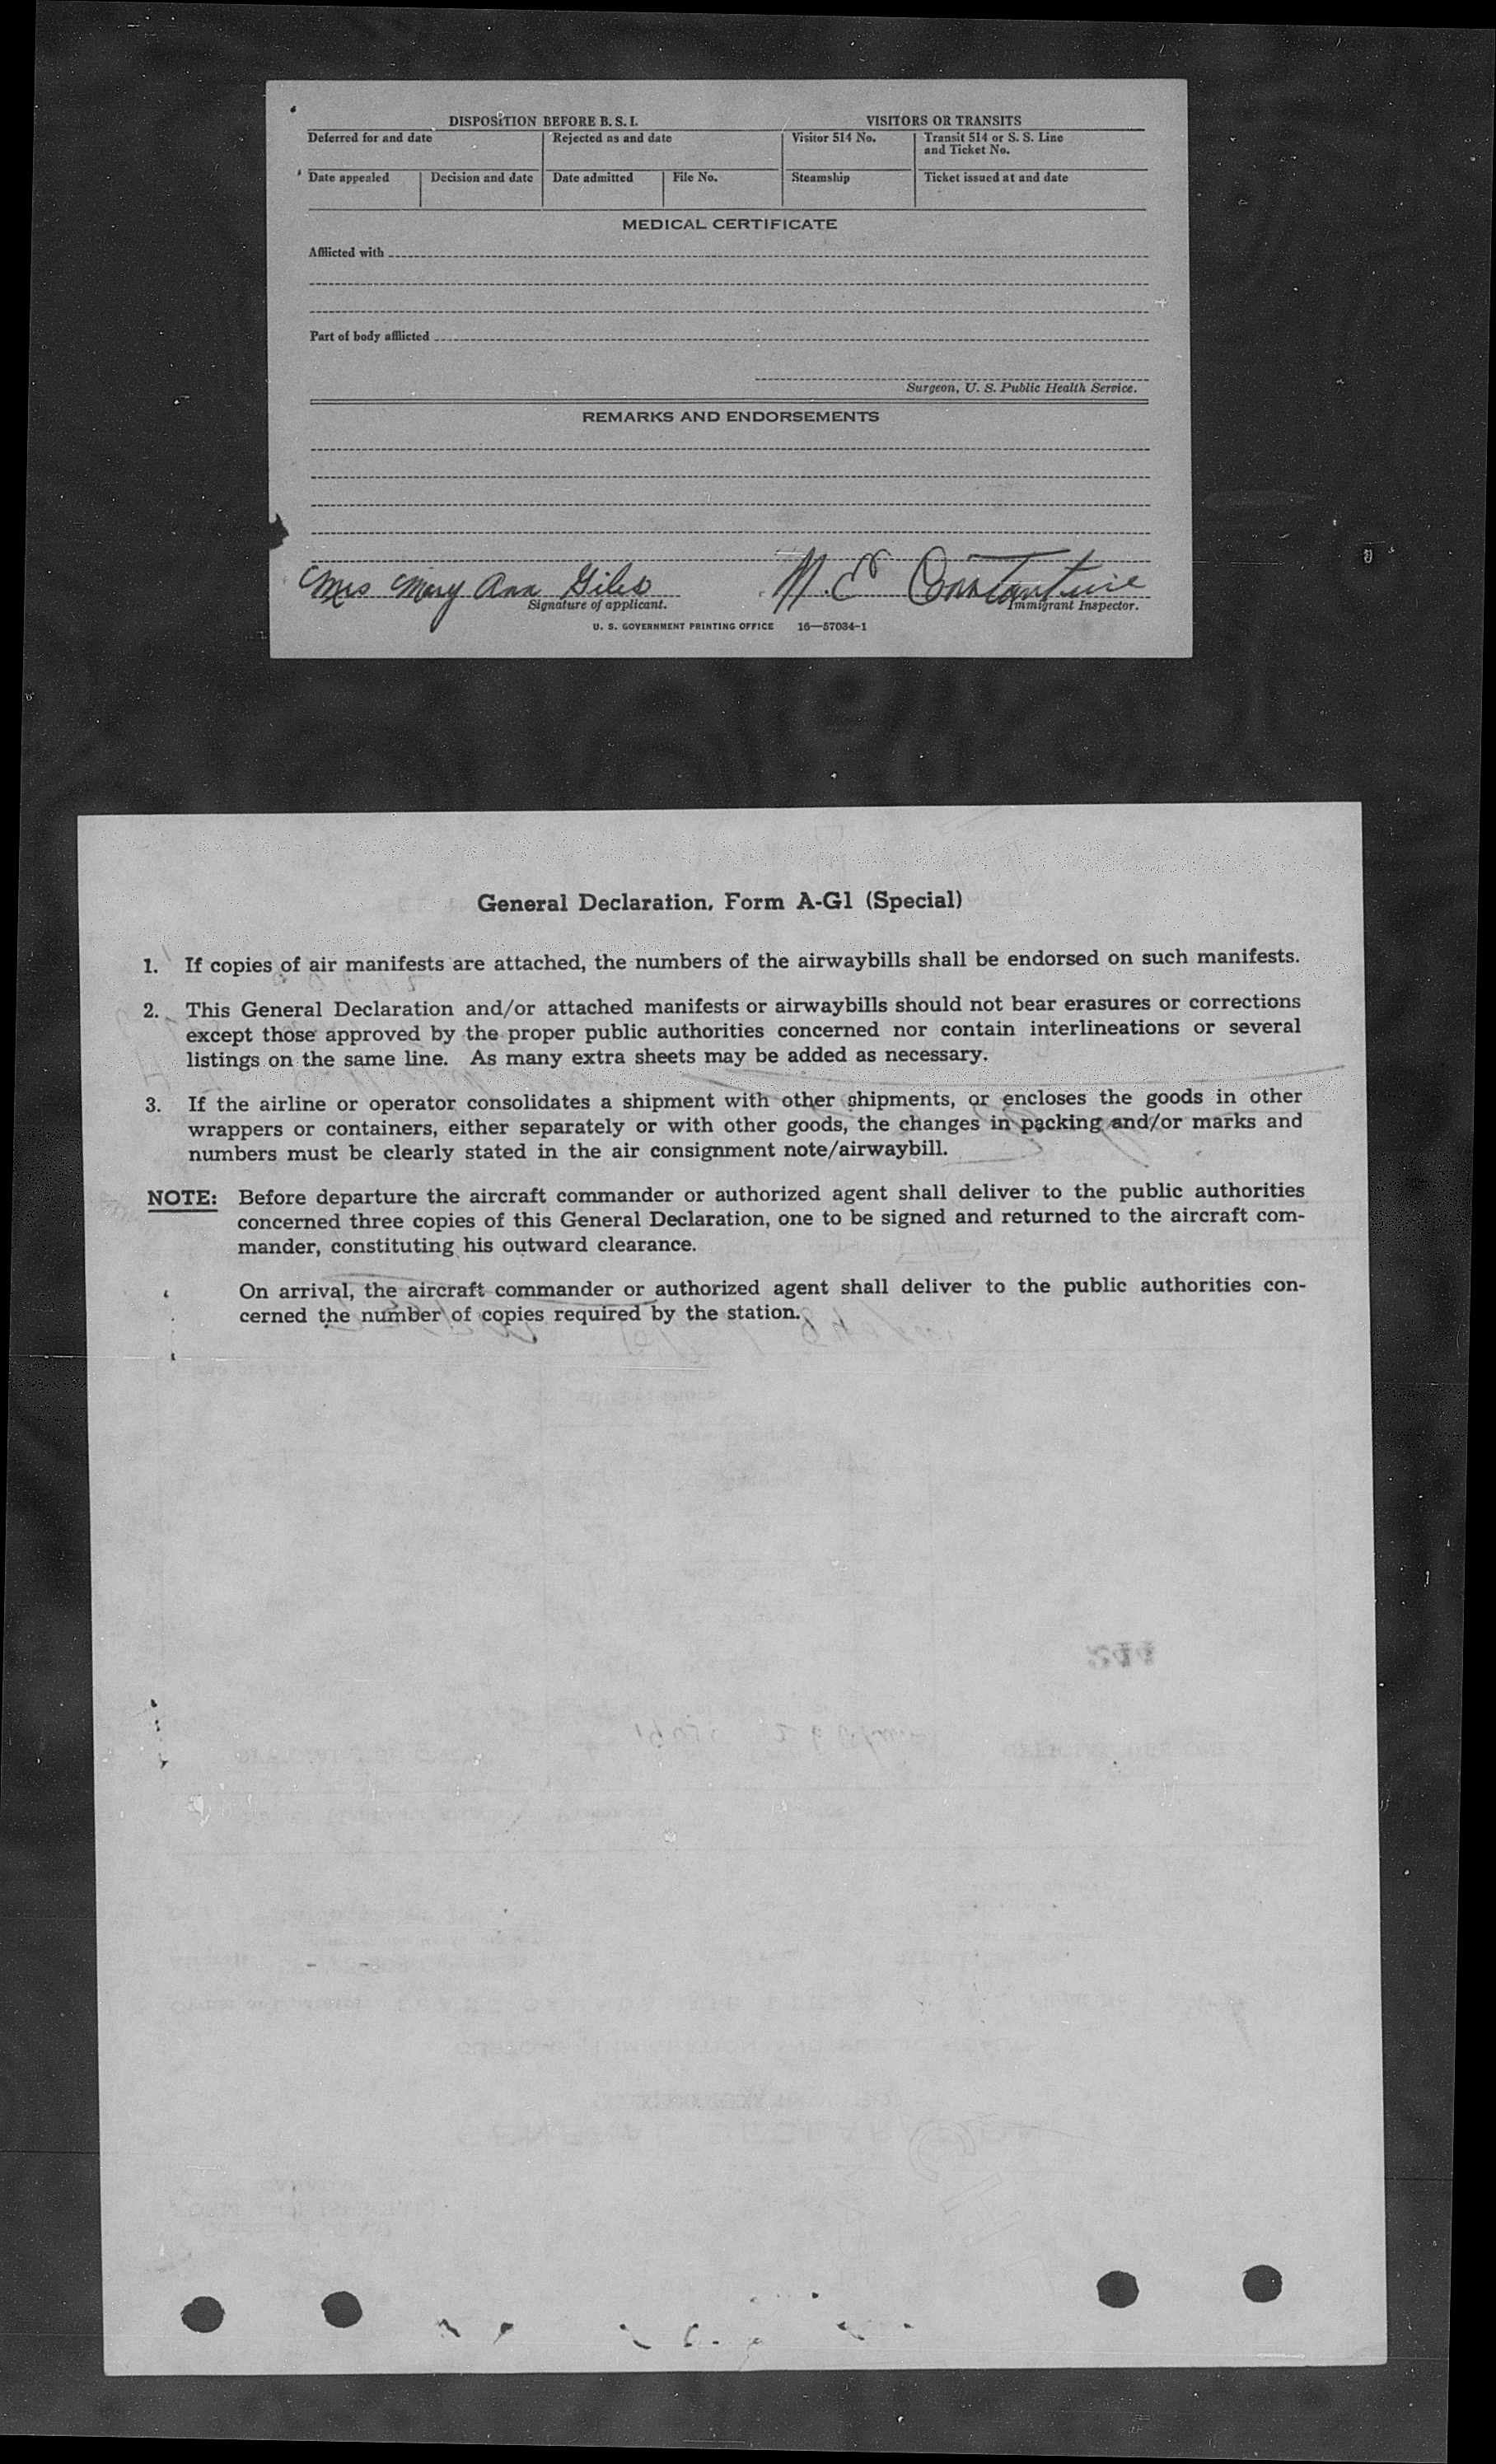 DISPOSITION BEFORE B. S. I.
VISITORS OR TRANSITS
Deferred for and date
Rejected as and date
Visitor 514 No.
Transit 514 or S. S. Line
and Ticket No.
Date appealed
Decision and date
Date admitted
File No.
Steamship
Ticket issued at and date
MEDICAL CERTIFICATE
Afflicted with
Part of body afflicted
Surgeon, U. S. Public Health Service.
REMARKS AND ENDORSEMENTS
Mrs Mary Ann Giles
M. E Constantine
Signature of applicant.
Immigrant Inspector.
U. S. GOVERNMENT PRINTING OFFICE 16—57034-1
General Declaration, Form A-G1 (Special)
1. If copies of air manifests are attached, the numbers of the airwaybills shall be endorsed on such manifests.
2. This General Declaration and/or attached manifests or airwaybills should not bear erasures or corrections
except those approved by the proper public authorities concerned nor contain interlineations or several
listings on the same line. As many extra sheets may be added as necessary.
3. If the airline or operator consolidates a shipment with other shipments, or encloses the goods in other
wrappers or containers, either separately or with other goods, the changes in packing and/or marks and
numbers must be clearly stated in the air consignment note/airwaybill.
NOTE: Before departure the aircraft commander or authorized agent shall deliver to the public authorities
concerned three copies of this General Declaration, one to be signed and returned to the aircraft com-
mander, constituting his outward clearance.
On arrival, the aircraft commander or authorized agent shall deliver to the public authorities con-
cerned the number of copies required by the station.